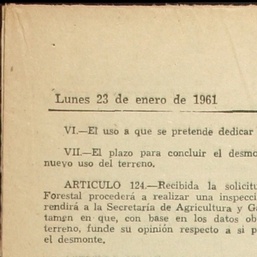 Lunes 23 de enero de 1961
VI.—El uso a que se pretende dedicar
VII.—El plazo para concluir el desmo
nuevo uso del terreno.
ARTICULO 124.—Recibida la solicitu
Forestal procederá a realizar una inspecci
rendirá a la Secretaría de Agricultura y G
tamen en que, con base en los datos ob
terreno, funde su opinión respecto a si p
el desmonte.